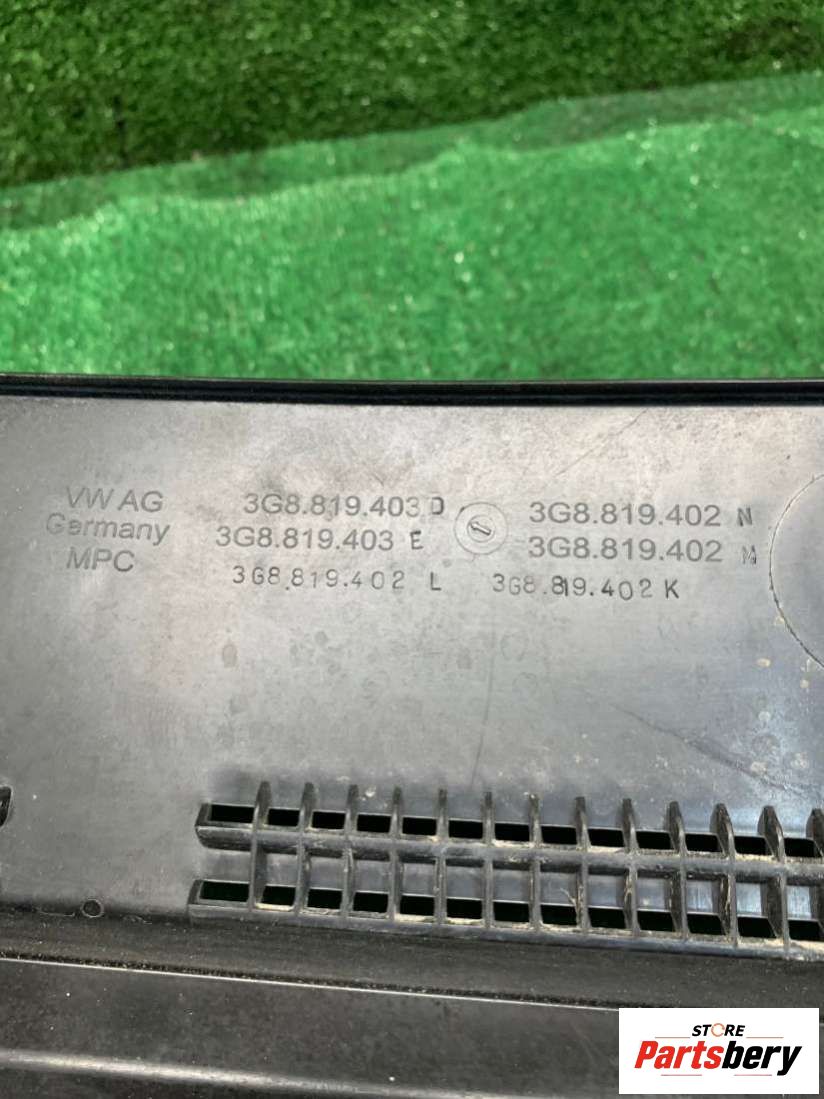 VW AG
Germany
MPC
3G8.819.403 D
3G8.819.403 E
3G8.819.402 L
3G8.819.402 N
3G8.819.402 M
3G8.819.402 K
STORE
Partsbery